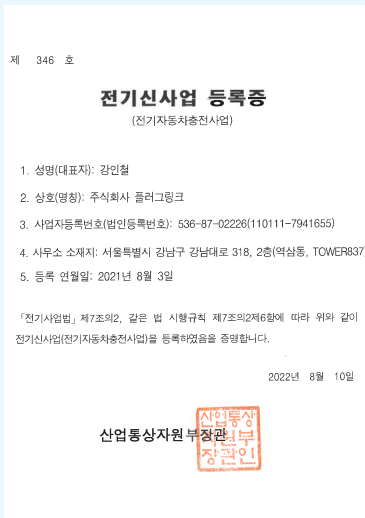 제 346 호
전기신사업 등록증
(전기자동차충전사업)
1. 성명(대표자): 강인철
2. 상호(명칭): 주식회사 플러그링크
3. 사업자등록번호(법인등록번호): 536-87-02226(110111-7941655)
4. 사무소 소재지: 서울특별시 강남구 강남대로 318, 2층(역삼동, TOWER837)
5. 등록 연월일: 2021년 8월 3일
「전기사업법」제7조의2, 같은 법 시행규칙 제7조의2제6항에 따라 위와 같이
전기신사업(전기자동차충전사업)을 등록하였음을 증명합니다.
2022년 8월 10일
산업통상자원부장관
산업통상
자원부
장관인